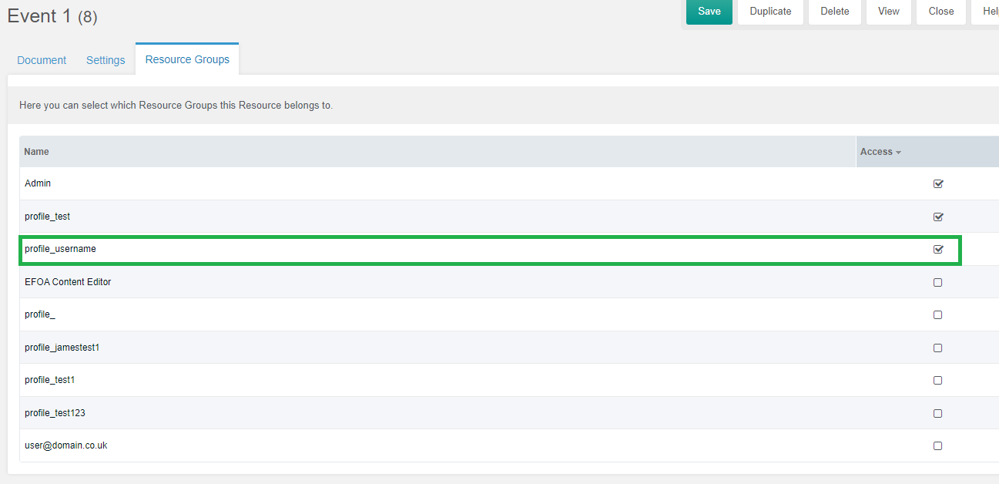 Event 1 (8)
Save Duplicate Delete View Close Hel
Document Settings Resource Groups
Here you can select which Resource Groups this Resource belongs to.
Name Access
Admin
profile_test
profile_username
EFOA Content Editor
profile_
profile_jamestest1
profile_test1
profile_test123
user@domain.co.uk